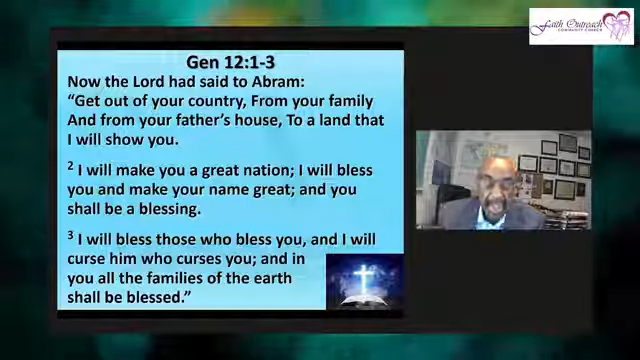 Faith Outreach
COMMUNITY CHURCH
Gen 12:1-3
Now the Lord had said to Abram:
“Get out of your country, From your family
And from your father’s house, To a land that
I will show you.
2 I will make you a great nation; I will bless
you and make your name great; and you
shall be a blessing.
3 I will bless those who bless you, and I will
curse him who curses you; and in
you all the families of the earth
shall be blessed.”